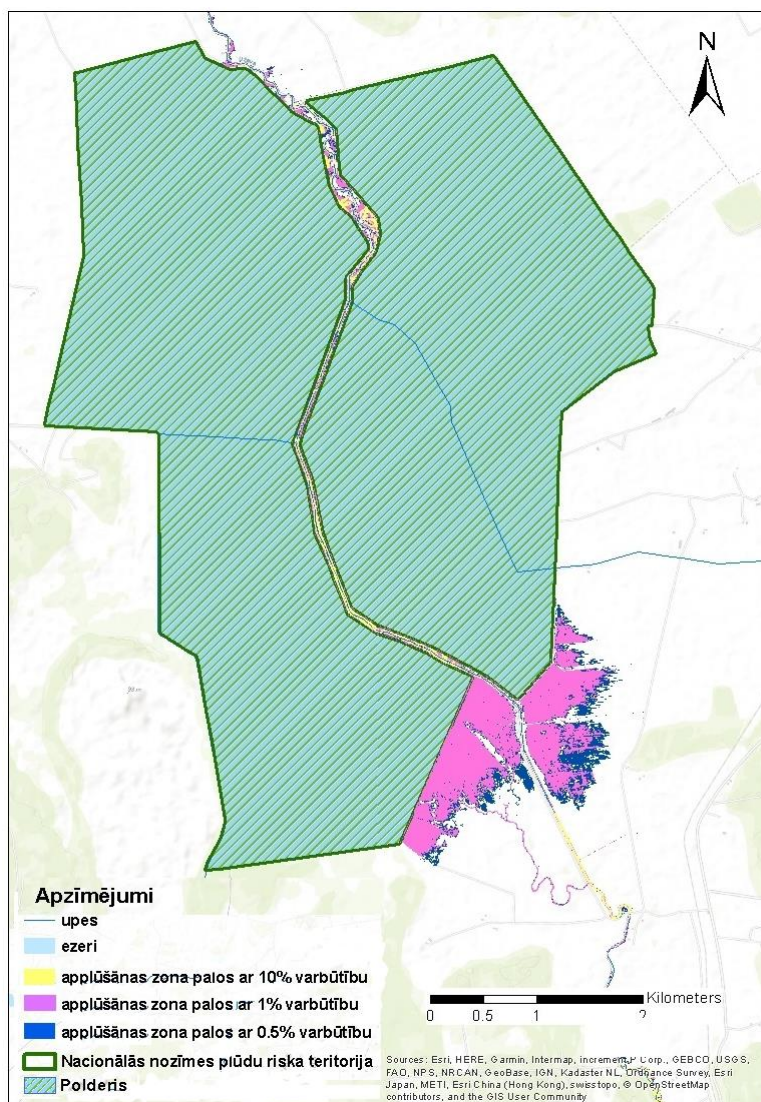 N
Apzīmējumi
upes
ezeri
applūšanas zona palos ar 10% varbūtību
applūšanas zona palos ar 1% varbūtību
applūšanas zona palos ar 0.5% varbūtību
Nacionālās nozīmes plūdu riska teritorija
Polderis
Kilometers
0 0.5 1 2
Sources: Esri, HERE, Garmin, Intermap, increment P Corp., GEBCO, USGS,
FAO, NPS, NRCAN, GeoBase, IGN, Kadaster NL, Ordnance Survey, Esri
Japan, METI, Esri China (Hong Kong), swisstopo, © OpenStreetMap
contributors, and the GIS User Community